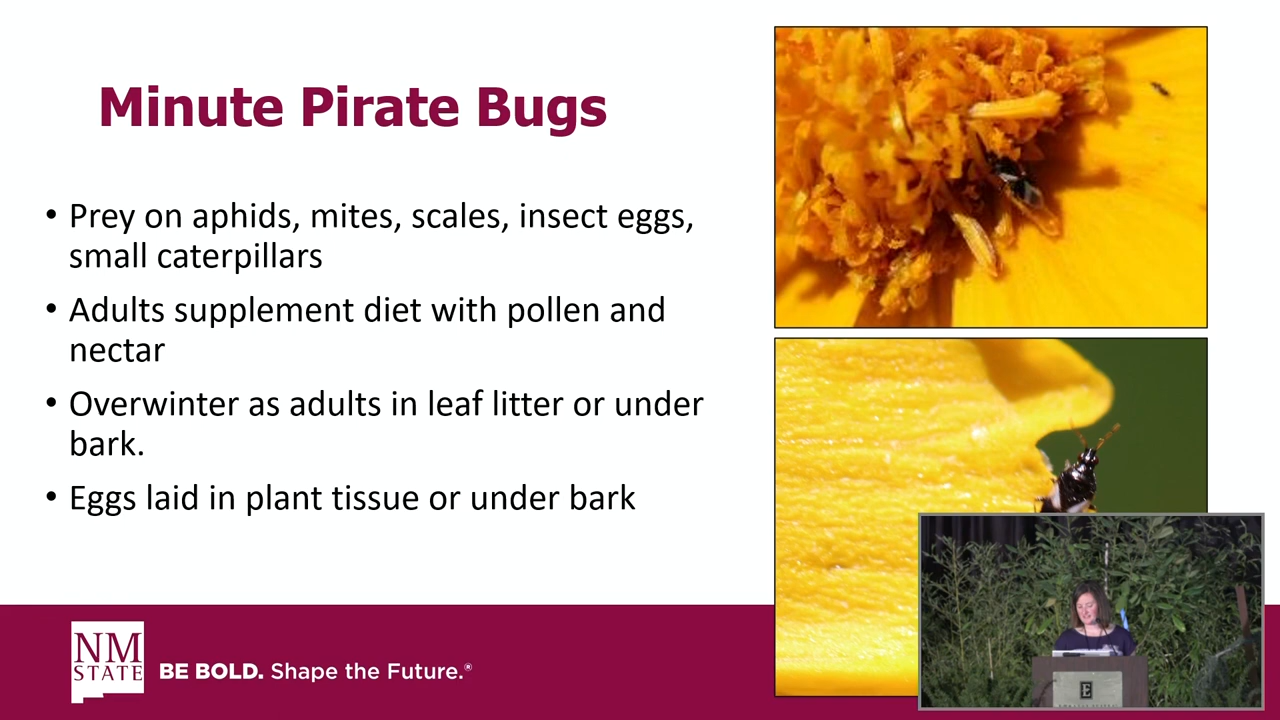 Minute Pirate Bugs
• Prey on aphids, mites, scales, insect eggs,
small caterpillars
• Adults supplement diet with pollen and
nectar
• Overwinter as adults in leaf litter or under
bark.
• Eggs laid in plant tissue or under bark
NM
STATE
BE BOLD. Shape the Future.®
E